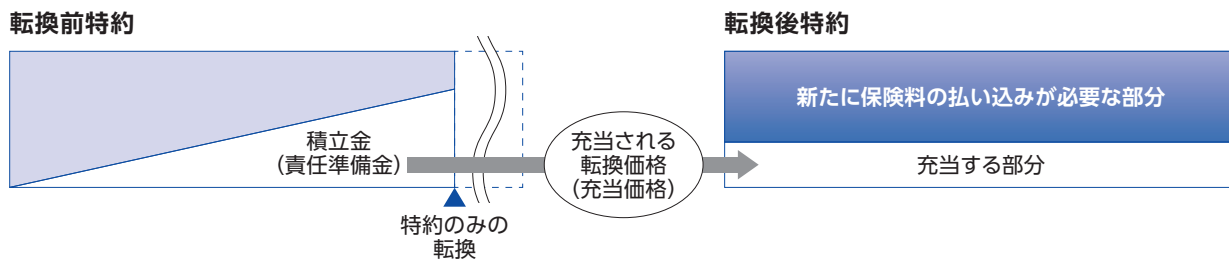 転換前特約
転換後特約
積立金
(責任準備金)
特約のみの
転換
充当される
転換価格
(充当価格)
新たに保険料の払い込みが必要な部分
充当する部分